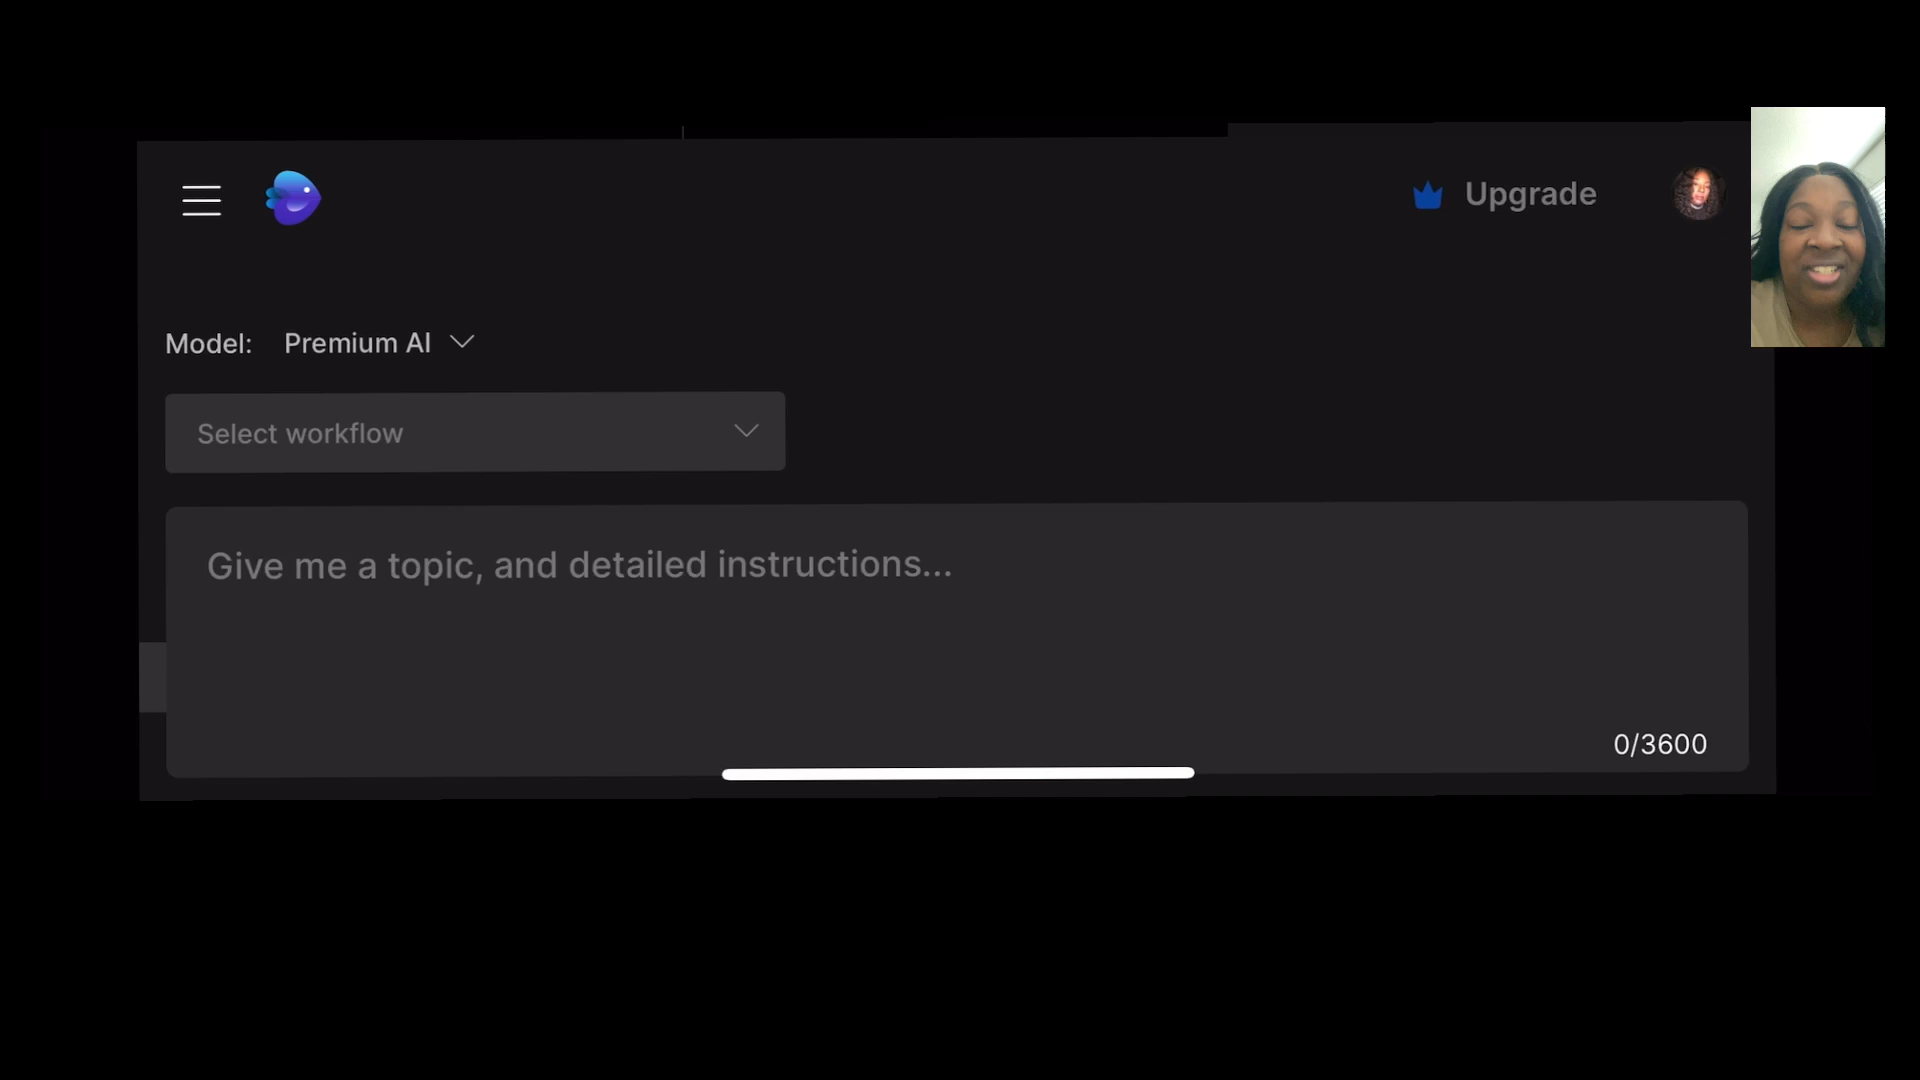 Upgrade
Model: Premium AI
Select workflow
Give me a topic, and detailed instructions...
0/3600